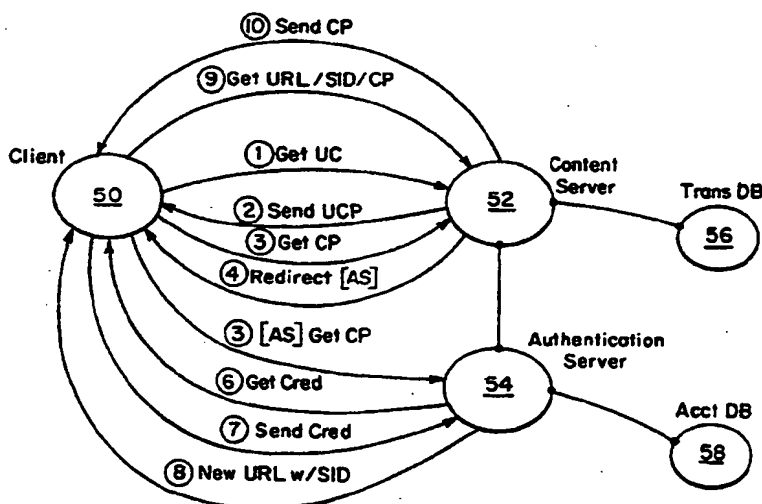 ⑩ Send CP
⑨ Get URL/SID/CP
Client
① Get UC
Content
Server
50
52
Trans DB
② Send UCP
56
③ Get CP
④ Redirect [AS]
③ [AS] Get CP
Authentication
Server
54
⑥ Get Cred
Acct DB
⑦ Send Cred
58
⑧ New URL w/SID